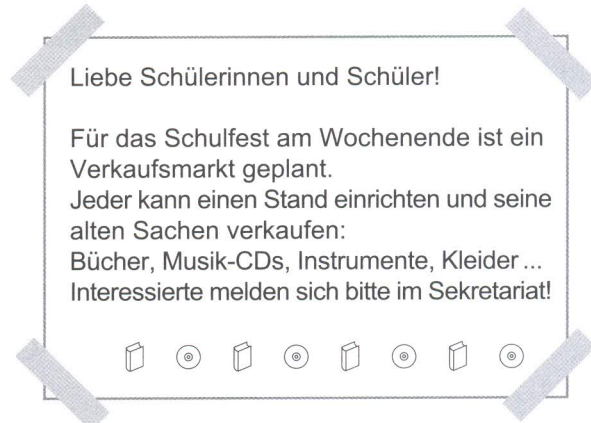 Liebe Schülerinnen und Schüler!
Für das Schulfest am Wochenende ist ein
Verkaufsmarkt geplant.
Jeder kann einen Stand einrichten und seine
alten Sachen verkaufen:
Bücher, Musik-CDs, Instrumente, Kleider ...
Interessierte melden sich bitte im Sekretariat!